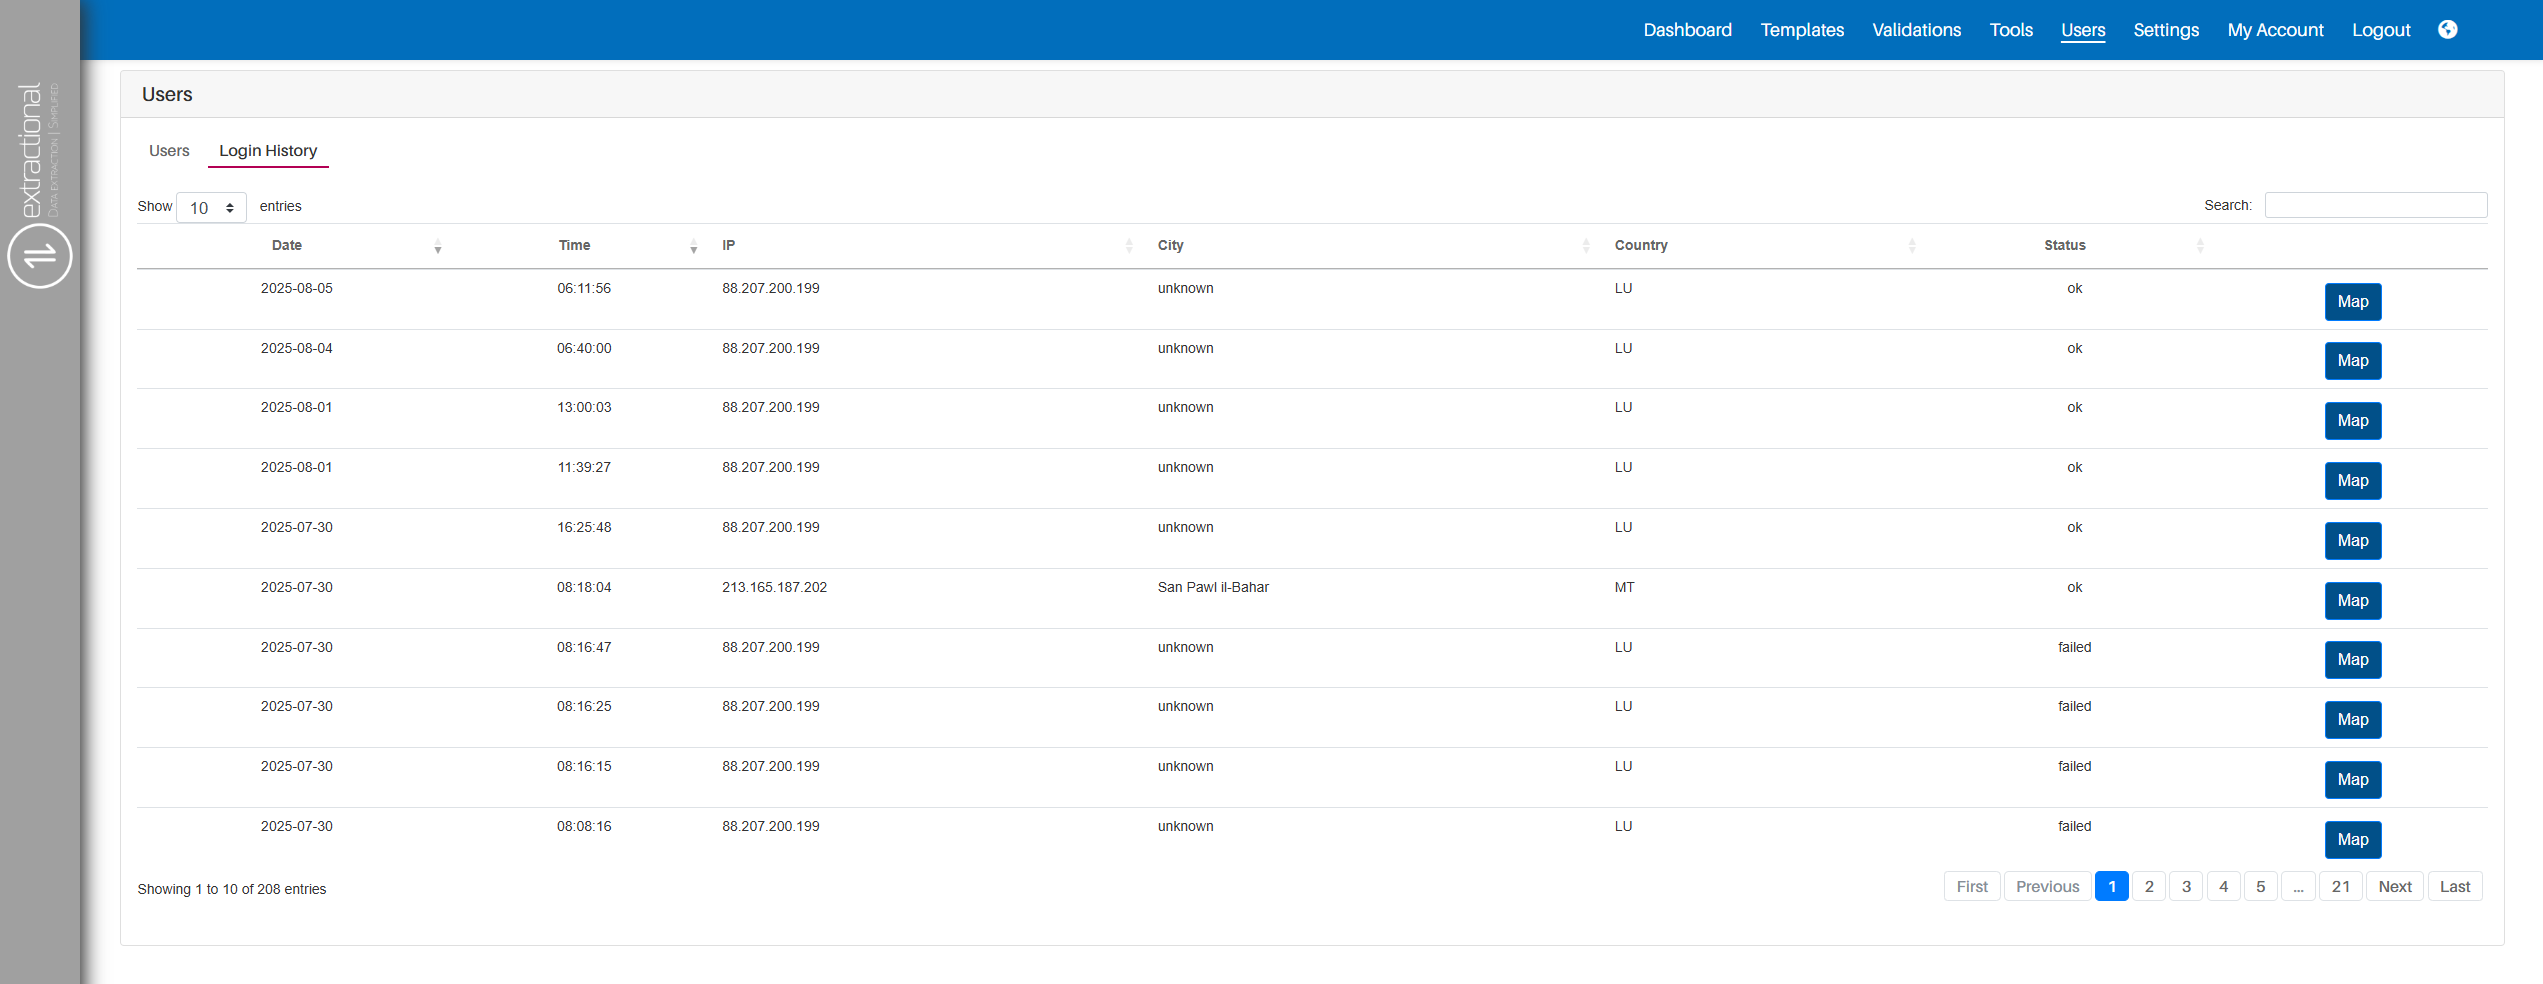 Dashboard Templates Validations Tools Users Settings My Account Logout
extractional
DATA EXTRACTION | SIMPLIFIED
Users
Users Login History
Show 10 entries Search:
Date Time IP City Country Status
2025-08-05 06:11:56 88.207.200.199 unknown LU ok Map
2025-08-04 06:40:00 88.207.200.199 unknown LU ok Map
2025-08-01 13:00:03 88.207.200.199 unknown LU ok Map
2025-08-01 11:39:27 88.207.200.199 unknown LU ok Map
2025-07-30 16:25:48 88.207.200.199 unknown LU ok Map
2025-07-30 08:18:04 213.165.187.202 San Pawl il-Bahar MT ok Map
2025-07-30 08:16:47 88.207.200.199 unknown LU failed Map
2025-07-30 08:16:25 88.207.200.199 unknown LU failed Map
2025-07-30 08:16:15 88.207.200.199 unknown LU failed Map
2025-07-30 08:08:16 88.207.200.199 unknown LU failed Map
Showing 1 to 10 of 208 entries First Previous 1 2 3 4 5 ... 21 Next Last